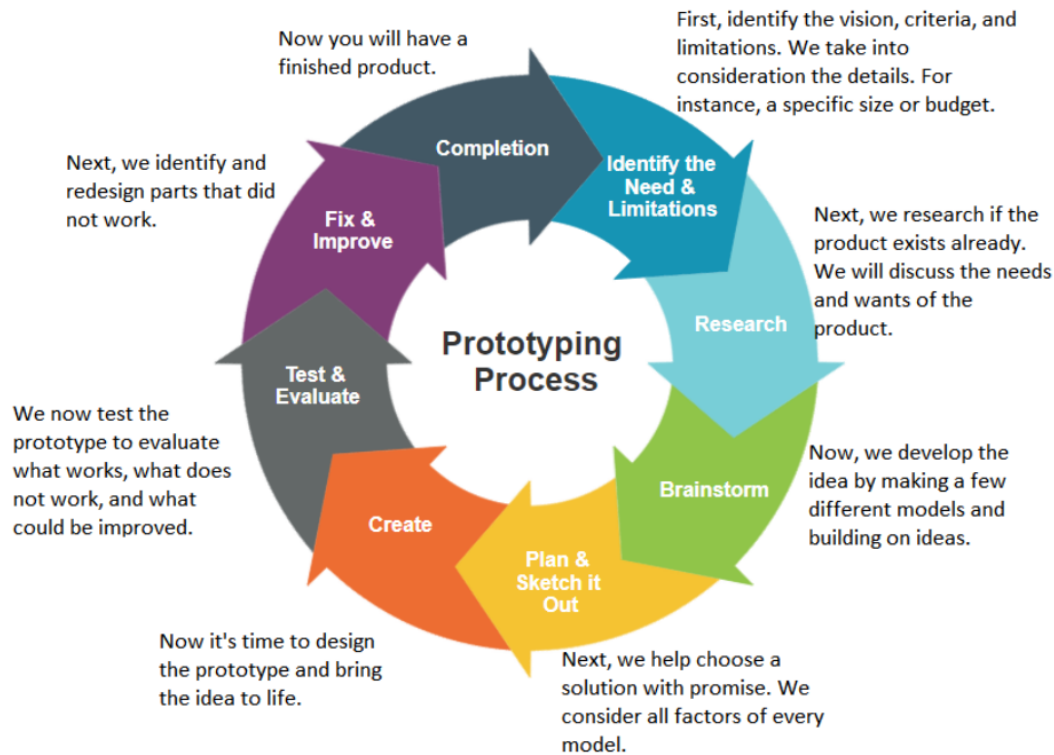 First, identify the vision, criteria, and
limitations. We take into
consideration the details. For
instance, a specific size or budget.
Now you will have a
finished product.
Completion
Identify the
Need &
Limitations
Next, we identify and
redesign parts that did
not work.
Fix &
Improve
Next, we research if the
product exists already.
We will discuss the needs
and wants of the
product.
Research
Prototyping
Process
Test &
Evaluate
We now test the
prototype to evaluate
what works, what does
not work, and what
could be improved.
Now, we develop the
idea by making a few
different models and
building on ideas.
Brainstorm
Create
Plan &
Sketch it
Out
Now it's time to design
the prototype and bring
the idea to life.
Next, we help choose a
solution with promise. We
consider all factors of every
model.